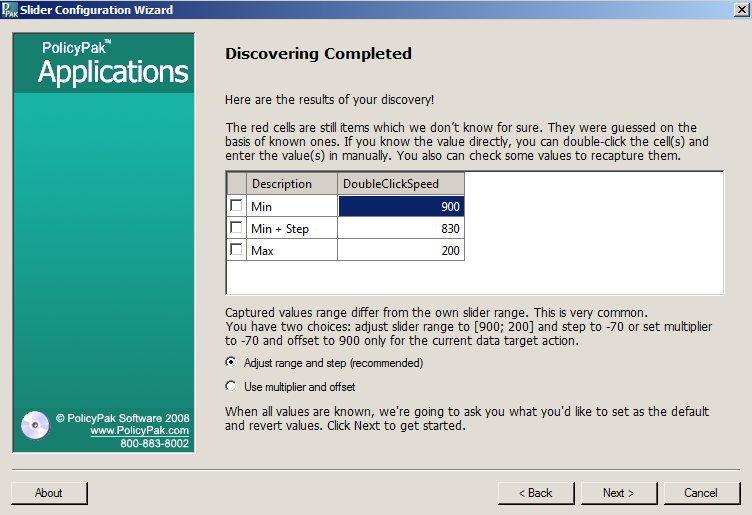 PPAK Slider Configuration Wizard
PolicyPak™
Applications
Discovering Completed
Here are the results of your discovery!
The red cells are still items which we don't know for sure. They were guessed on the
basis of known ones. If you know the value directly, you can double-click the cell(s) and
enter the value(s) in manually. You also can check some values to recapture them.
Description DoubleClickSpeed
Min 900
Min + Step 830
Max 200
Captured values range differ from the own slider range. This is very common.
You have two choices: adjust slider range to [900; 200] and step to -70 or set multiplier
to -70 and offset to 900 only for the current data target action.
Adjust range and step (recommended)
Use multiplier and offset
When all values are known, we're going to ask you what you'd like to set as the default
and revert values. Click Next to get started.
© PolicyPak Software 2008
www.PolicyPak.com
800-883-8002
About
< Back
Next >
Cancel